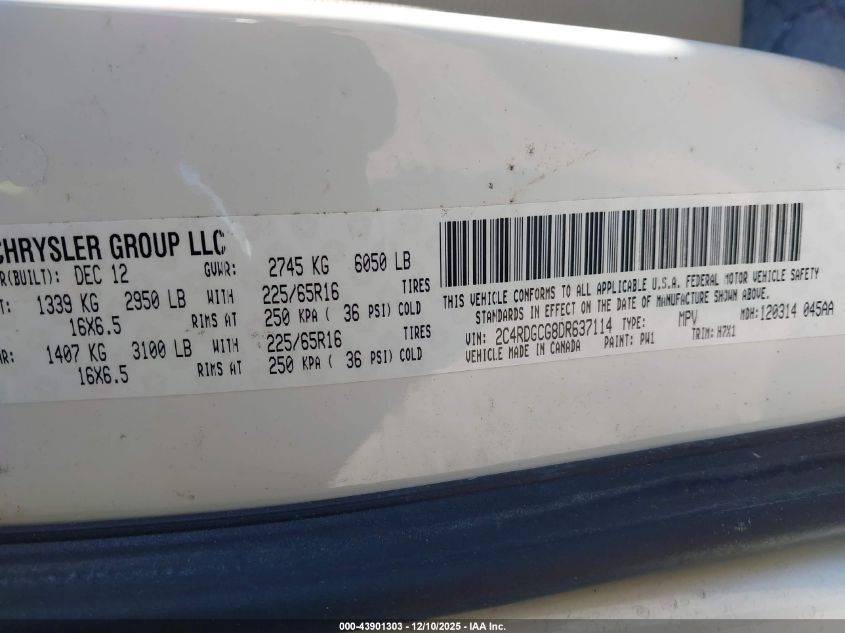 CHRYSLER GROUP LLC
R(BUILT): DEC 12 GVWR: 2745 KG 6050 LB
T: 1339 KG 2950 LB WITH 225/65R16 TIRES
16X6.5 RIMS AT 250 KPA ( 36 PSI) COLD
AR: 1407 KG 3100 LB WITH 225/65R16 TIRES
16X6.5 RIMS AT 250 KPA ( 36 PSI) COLD
THIS VEHICLE CONFORMS TO ALL APPLICABLE U.S.A. FEDERAL MOTOR VEHICLE SAFETY
STANDARDS IN EFFECT ON THE DATE OF MANUFACTURE SHOWN ABOVE.
MDH: 120314 045AA
VIN: 2C4RDGCG8DR637114 TYPE: MPV
VEHICLE MADE IN CANADA PAINT: PW1 TRIM: H7X1
000-43901303 - 12/10/2025 - IAA Inc.